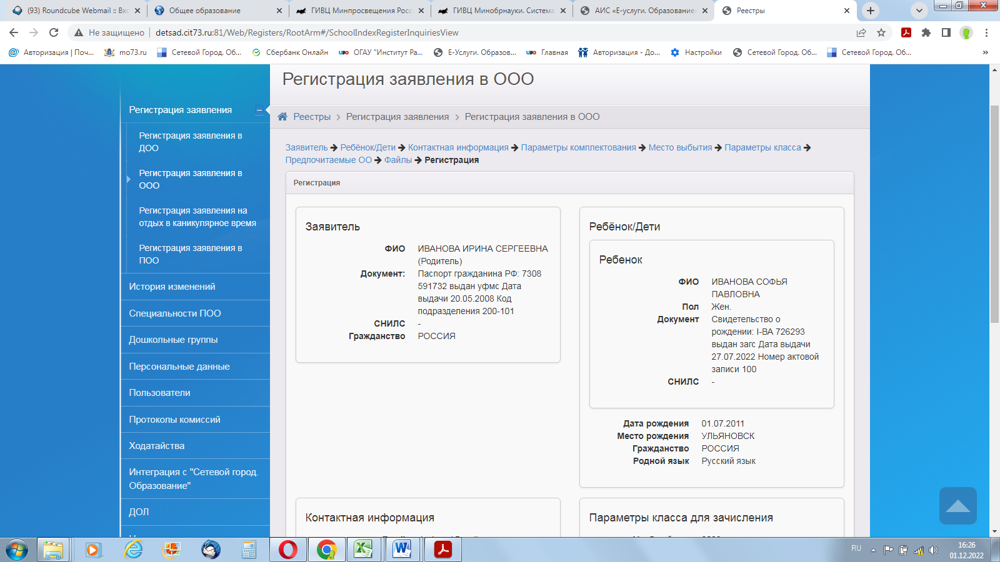 (93) Roundcube Webmail :: Вхо
Общее образование
ГИВЦ Минпросвещения Росс
ГИВЦ Минобрнауки. Система
АИС «Е-услуги. Образование»
Реестры
Не защищено
detsad.cit73.ru:81/Web/Registers/RootArm#/SchoolIndexRegisterInquiriesView
Авторизация | Поч...
mo73.ru
Сетевой Город. Об...
Сбербанк Онлайн
ОГАУ "Институт Ра...
Е-Услуги. Образов...
Главная
Авторизация - До...
Настройки
Сетевой Город. Об...
Сетевой Город. Об...
»
Регистрация заявления
Регистрация заявления в
ДОО
Регистрация заявления в
ООО
Регистрация заявления на
отдых в каникулярное время
Регистрация заявления в
ПОО
История изменений
Специальности ПОО
Дошкольные группы
Персональные данные
Пользователи
Протоколы комиссий
Ходатайства
Интеграция с "Сетевой город.
Образование"
ДОЛ
Регистрация заявления в ООО
Реестры > Регистрация заявления > Регистрация заявления в ООО
Заявитель → Ребёнок/Дети → Контактная информация → Параметры комплектования → Место выбытия → Параметры класса →
Предпочитаемые ОО → Файлы → Регистрация
Регистрация
Заявитель
ФИО ИВАНОВА ИРИНА СЕРГЕЕВНА
(Родитель)
Документ: Паспорт гражданина РФ: 7308
591732 выдан уфмс Дата
выдачи 20.05.2008 Код
подразделения 200-101
СНИЛС -
Гражданство РОССИЯ
Ребёнок/Дети
Ребенок
ФИО ИВАНОВА СОФЬЯ
ПАВЛОВНА
Пол Жен.
Документ Свидетельство о
рождении: I-ВА 726293
выдан загс Дата выдачи
27.07.2022 Номер актовой
записи 100
СНИЛС -
Дата рождения 01.07.2011
Место рождения УЛЬЯНОВСК
Гражданство РОССИЯ
Родной язык Русский язык
Контактная информация
Параметры класса для зачисления
RU
16:26
01.12.2022